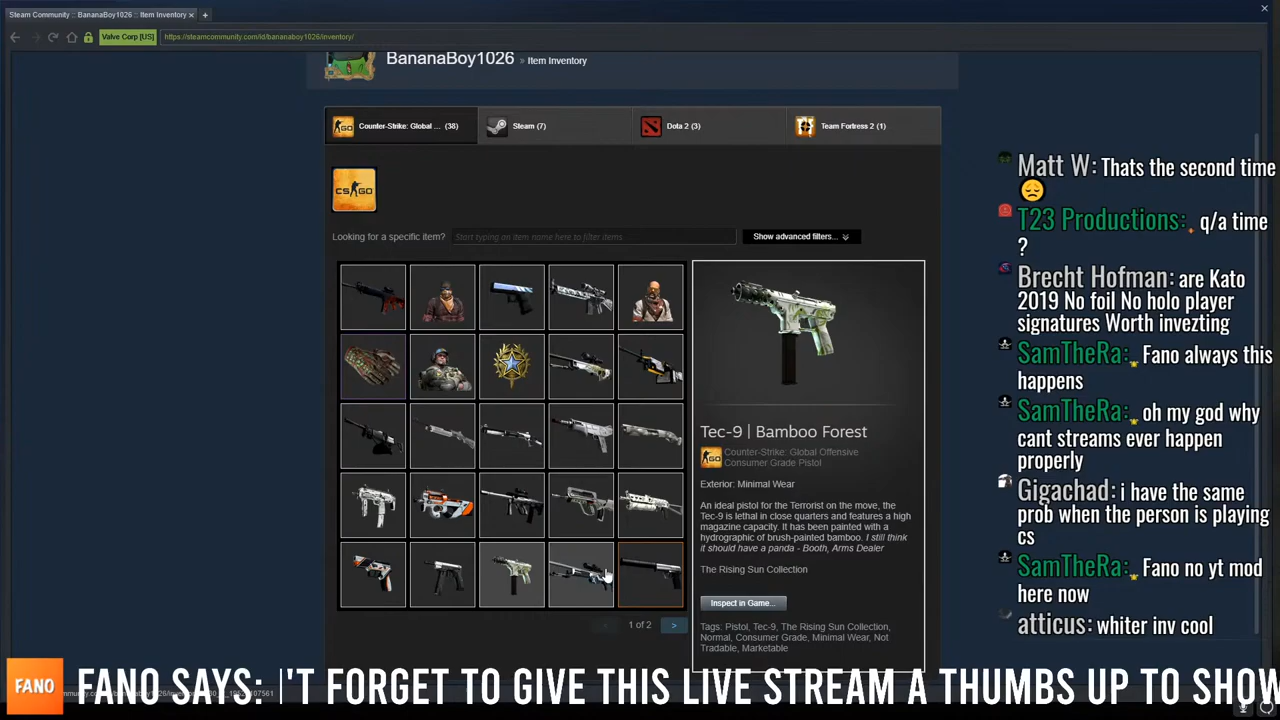 Steam Community :: BananaBoy1026 :: Item Inventory × +
Valve Corp [US] https://steamcommunity.com/id/bananaboy1026/inventory/
BananaBoy1026 » Item Inventory
Counter-Strike: Global ... (38)
Steam (7)
Dota 2 (3)
Team Fortress 2 (1)
CS GO
Looking for a specific item? Start typing an item name here to filter items Show advanced filters...
Tec-9 | Bamboo Forest
Counter-Strike: Global Offensive
Consumer Grade Pistol
Exterior: Minimal Wear
An ideal pistol for the Terrorist on the move, the
Tec-9 is lethal in close quarters and features a high
magazine capacity. It has been painted with a
hydrographic of brush-painted bamboo. I still think
it should have a panda - Booth, Arms Dealer
The Rising Sun Collection
Inspect in Game...
Tags: Pistol, Tec-9, The Rising Sun Collection,
Normal, Consumer Grade, Minimal Wear, Not
Tradable, Marketable
< 1 of 2 >
Matt W: Thats the second time
😞
T23 Productions: q/a time
?
Brecht Hofman: are Kato
2019 No foil No holo player
signatures Worth invezting
SamTheRa: Fano always this
happens
SamTheRa: oh my god why
cant streams ever happen
properly
Gigachad: i have the same
prob when the person is playing
cs
SamTheRa: Fano no yt mod
here now
atticus: whiter inv cool
FANO
FANO SAYS: 'T FORGET TO GIVE THIS LIVE STREAM A THUMBS UP TO SHOW